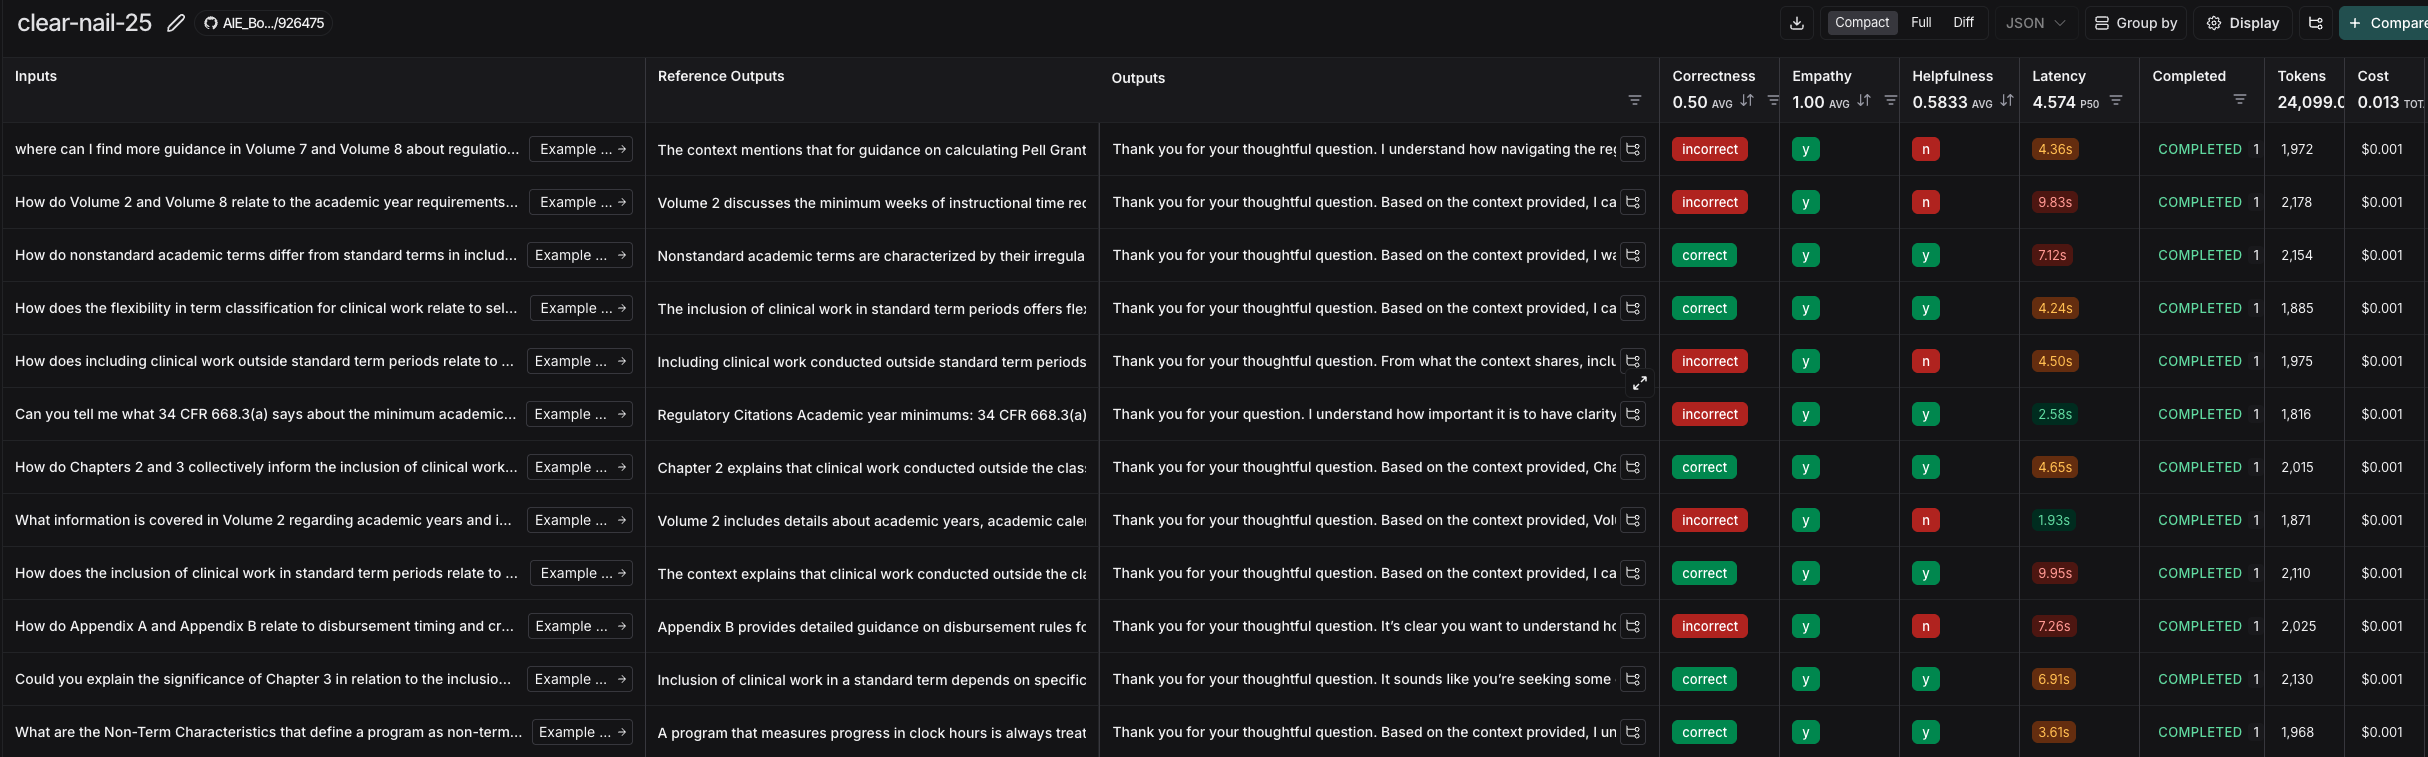 clear-nail-25 AIE_Bo.../926475 Compact Full Diff JSON Group by Display + Compare
Inputs Reference Outputs Outputs Correctness Empathy Helpfulness Latency Completed Tokens Cost
0.50 AVG 1.00 AVG 0.5833 AVG 4.574 P50 24,099.0 0.013 TOT
where can I find more guidance in Volume 7 and Volume 8 about regulatio... Example ... → The context mentions that for guidance on calculating Pell Grant Thank you for your thoughtful question. I understand how navigating the reg incorrect y n 4.36s COMPLETED 1 1,972 $0.001
How do Volume 2 and Volume 8 relate to the academic year requirements... Example ... → Volume 2 discusses the minimum weeks of instructional time rec Thank you for your thoughtful question. Based on the context provided, I ca incorrect y n 9.83s COMPLETED 1 2,178 $0.001
How do nonstandard academic terms differ from standard terms in includ... Example ... → Nonstandard academic terms are characterized by their irregula Thank you for your thoughtful question. Based on the context provided, I wa correct y y 7.12s COMPLETED 1 2,154 $0.001
How does the flexibility in term classification for clinical work relate to sel... Example ... → The inclusion of clinical work in standard term periods offers flex Thank you for your thoughtful question. Based on the context provided, I ca correct y y 4.24s COMPLETED 1 1,885 $0.001
How does including clinical work outside standard term periods relate to ... Example ... → Including clinical work conducted outside standard term periods Thank you for your thoughtful question. From what the context shares, inclu incorrect y n 4.50s COMPLETED 1 1,975 $0.001
Can you tell me what 34 CFR 668.3(a) says about the minimum academic... Example ... → Regulatory Citations Academic year minimums: 34 CFR 668.3(a) Thank you for your question. I understand how important it is to have clarity incorrect y y 2.58s COMPLETED 1 1,816 $0.001
How do Chapters 2 and 3 collectively inform the inclusion of clinical work... Example ... → Chapter 2 explains that clinical work conducted outside the clas Thank you for your thoughtful question. Based on the context provided, Cha correct y y 4.65s COMPLETED 1 2,015 $0.001
What information is covered in Volume 2 regarding academic years and i... Example ... → Volume 2 includes details about academic years, academic cale Thank you for your thoughtful question. Based on the context provided, Vol incorrect y n 1.93s COMPLETED 1 1,871 $0.001
How does the inclusion of clinical work in standard term periods relate to ... Example ... → The context explains that clinical work conducted outside the cla Thank you for your thoughtful question. Based on the context provided, I ca correct y y 9.95s COMPLETED 1 2,110 $0.001
How do Appendix A and Appendix B relate to disbursement timing and cr... Example ... → Appendix B provides detailed guidance on disbursement rules fo Thank you for your thoughtful question. It's clear you want to understand ho incorrect y n 7.26s COMPLETED 1 2,025 $0.001
Could you explain the significance of Chapter 3 in relation to the inclusio... Example ... → Inclusion of clinical work in a standard term depends on specific Thank you for your thoughtful question. It sounds like you're seeking some correct y y 6.91s COMPLETED 1 2,130 $0.001
What are the Non-Term Characteristics that define a program as non-term... Example ... → A program that measures progress in clock hours is always treat Thank you for your thoughtful question. Based on the context provided, I un correct y y 3.61s COMPLETED 1 1,968 $0.001